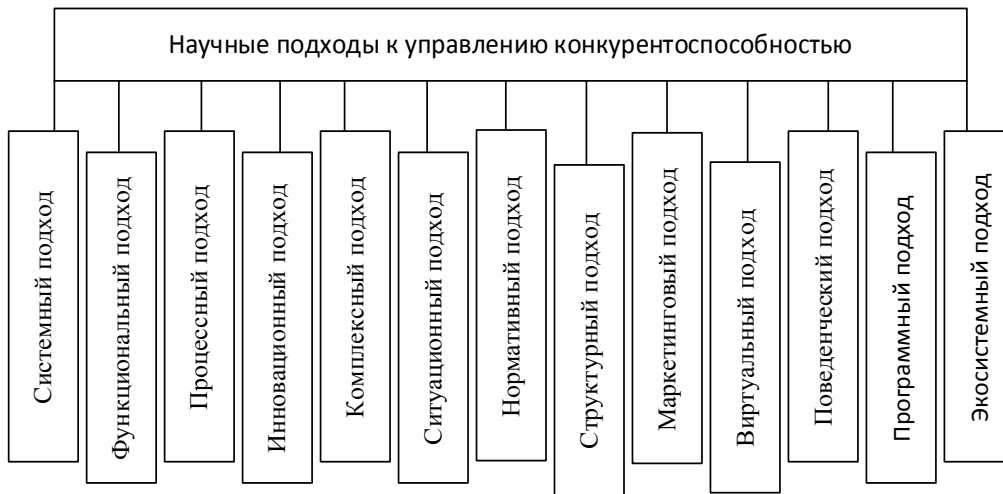 Научные подходы к управлению конкурентоспособностью
Системный подход
Функциональный подход
Процессный подход
Инновационный подход
Комплексный подход
Ситуационный подход
Нормативный подход
Структурный подход
Маркетинговый подход
Виртуальный подход
Поведенческий подход
Программный подход
Экосистемный подход